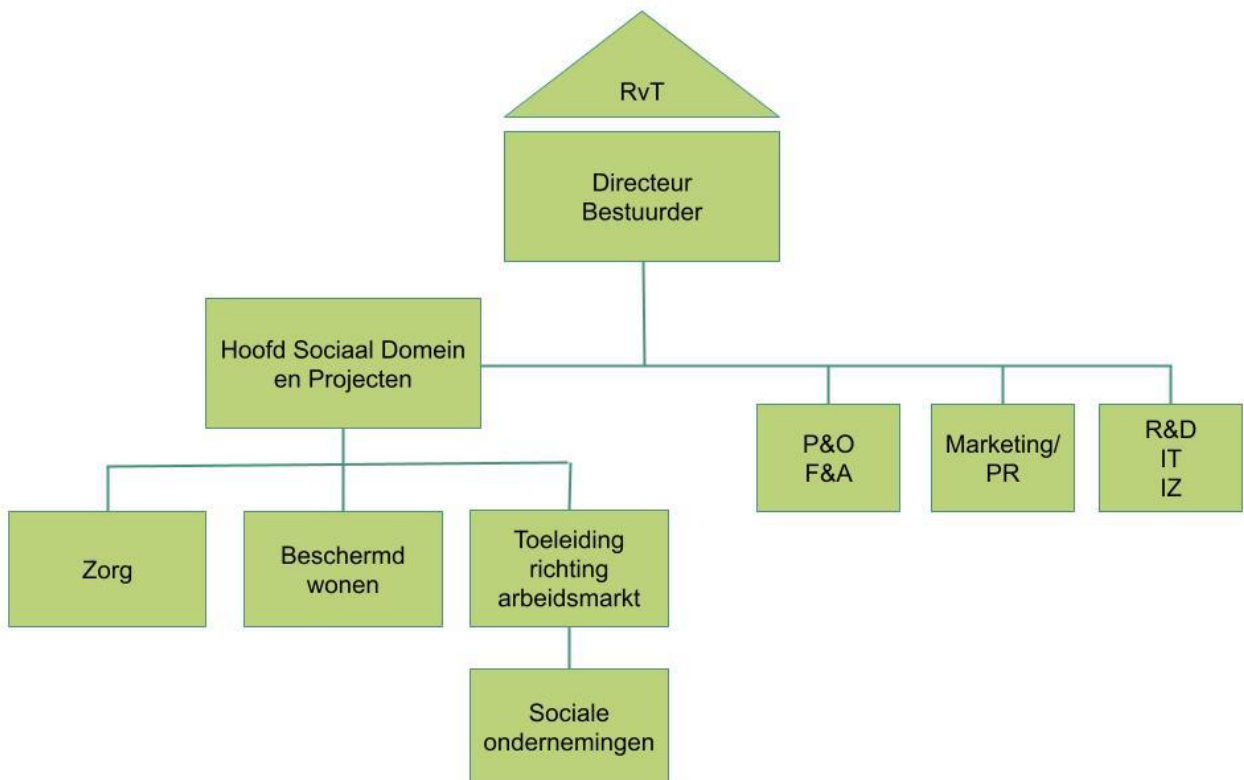 RvT
Directeur
Bestuurder
Hoofd Sociaal Domein
en Projecten
P&O
F&A
Marketing/
PR
R&D
IT
IZ
Zorg
Beschermd
wonen
Toeleiding
richting
arbeidsmarkt
Sociale
ondernemingen